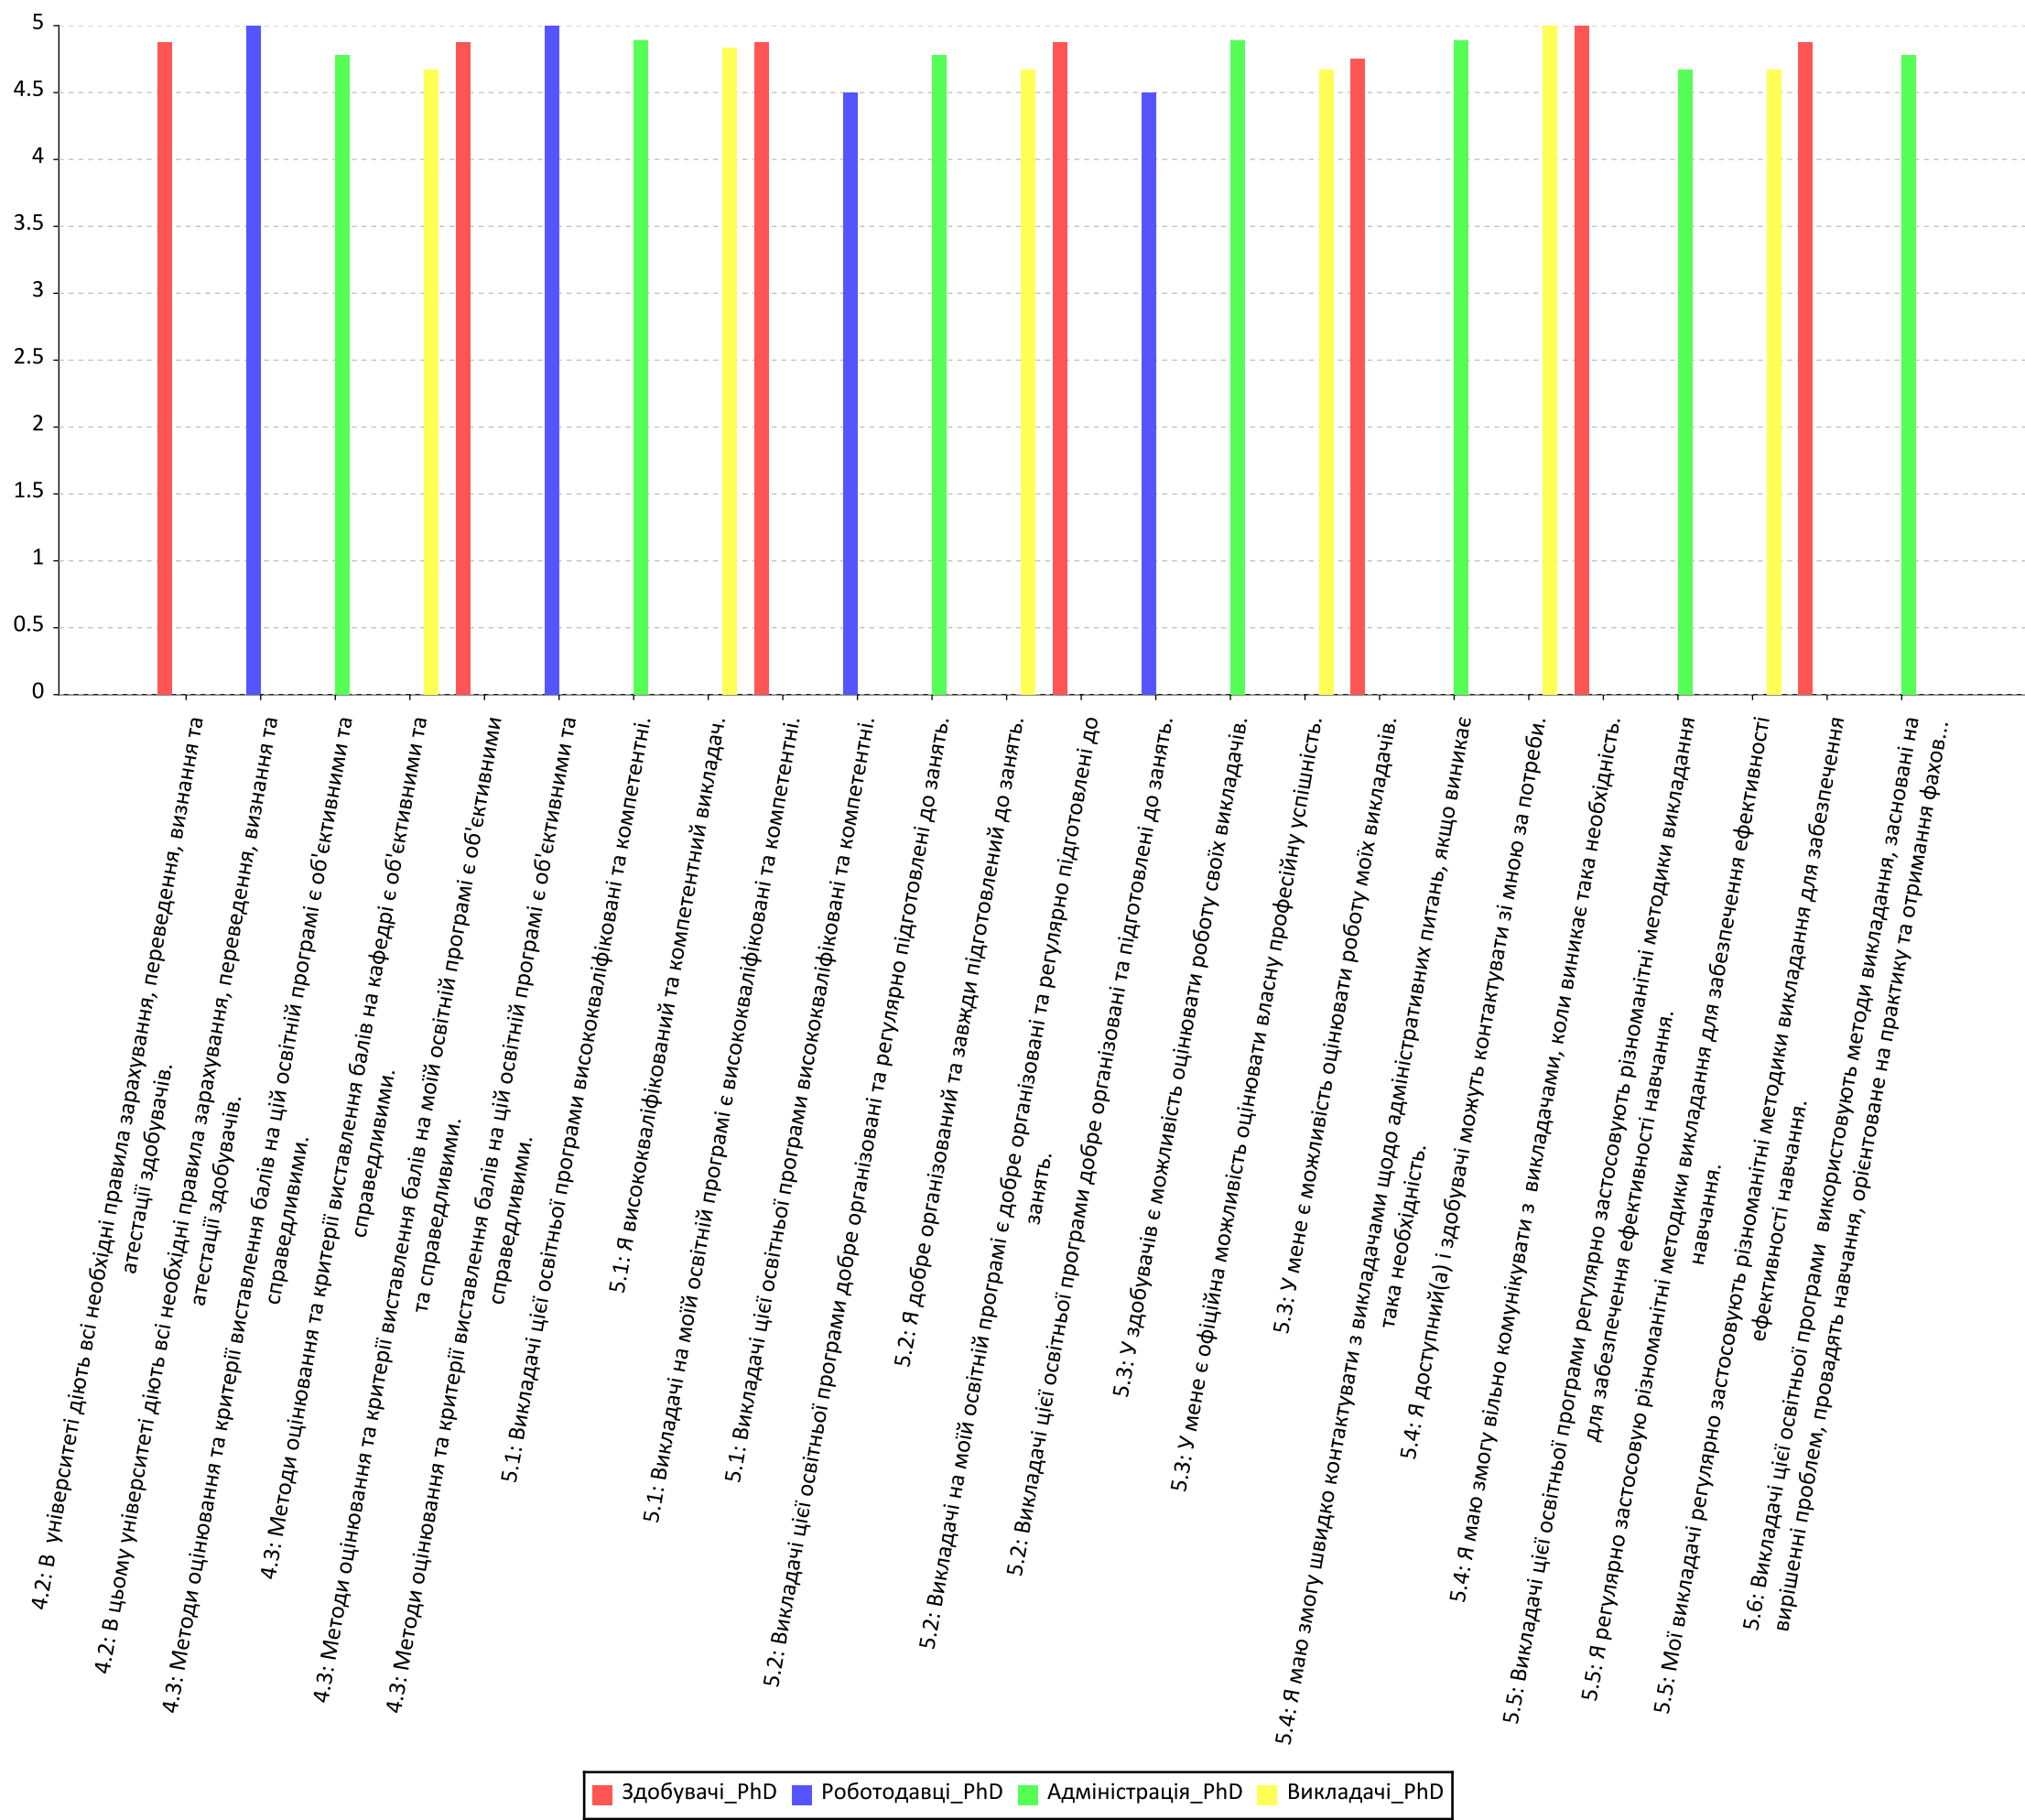 5
4.5
4
3.5
3
2.5
2
1.5
1
0.5
0
4.2: В  університеті діють всі необхідні правила зарахування, переведення, визнання та
атестації здобувачів.
4.2: В цьому університеті діють всі необхідні правила зарахування, переведення, визнання та
атестації здобувачів.
4.3: Методи оцінювання та критерії виставлення балів на цій освітній програмі є об'єктивними та
справедливими.
4.3: Методи оцінювання та критерії виставлення балів на кафедрі є об'єктивними та
справедливими.
4.3: Методи оцінювання та критерії виставлення балів на моїй освітній програмі є об'єктивними
та справедливими.
4.3: Методи оцінювання та критерії виставлення балів на цій освітній програмі є об'єктивними та
справедливими.
5.1: Викладачі цієї освітньої програми висококваліфіковані та компетентні.
5.1: Я висококваліфікований та компетентний викладач.
5.1: Викладачі на моїй освітній програмі є висококваліфіковані та компетентні.
5.1: Викладачі цієї освітньої програми висококваліфіковані та компетентні.
5.2: Викладачі цієї освітньої програми добре організовані та регулярно підготовлені до занять.
5.2: Я добре організований та завжди підготовлений до занять.
5.2: Викладачі на моїй освітній програмі є добре організовані та регулярно підготовлені до
занять.
5.2: Викладачі цієї освітньої програми добре організовані та підготовлені до занять.
5.3: У здобувачів є можливість оцінювати роботу своїх викладачів.
5.3: У мене є офіційна можливість оцінювати власну професійну успішність.
5.3: У мене є можливість оцінювати роботу моїх викладачів.
5.4: Я маю змогу швидко контактувати з викладачами щодо адміністративних питань, якщо виникає
така необхідність.
5.4: Я доступний(а) і здобувачі можуть контактувати зі мною за потреби.
5.4: Я маю змогу вільно комунікувати з  викладачами, коли виникає така необхідність.
5.5: Викладачі цієї освітньої програми регулярно застосовують різноманітні методики викладання
для забезпечення ефективності навчання.
5.5: Я регулярно застосовую різноманітні методики викладання для забезпечення ефективності
навчання.
5.5: Мої викладачі регулярно застосовують різноманітні методики викладання для забезпечення
ефективності навчання.
5.6: Викладачі цієї освітньої програми  використовують методи викладання, засновані на
вирішенні проблем, провадять навчання, орієнтоване на практику та отримання фахов...
Здобувачі_PhD
Роботодавці_PhD
Адміністрація_PhD
Викладачі_PhD